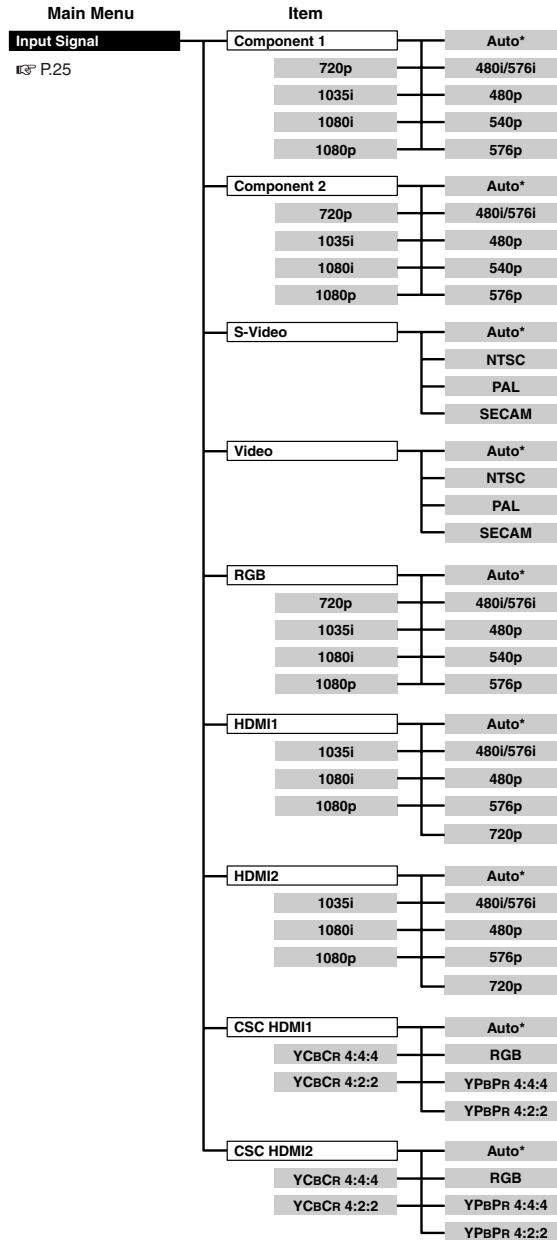 Main Menu Item
Input Signal Component 1 Auto*
☞ P.25 720p 480i/576i
1035i 480p
1080i 540p
1080p 576p
Component 2 Auto*
720p 480i/576i
1035i 480p
1080i 540p
1080p 576p
S-Video Auto*
NTSC
PAL
SECAM
Video Auto*
NTSC
PAL
SECAM
RGB Auto*
720p 480i/576i
1035i 480p
1080i 540p
1080p 576p
HDMI1 Auto*
1035i 480i/576i
1080i 480p
1080p 576p
720p
HDMI2 Auto*
1035i 480i/576i
1080i 480p
1080p 576p
720p
CSC HDMI1 Auto*
YCBCR 4:4:4 RGB
YCBCR 4:2:2 YPBPR 4:4:4
YPBPR 4:2:2
CSC HDMI2 Auto*
YCBCR 4:4:4 RGB
YCBCR 4:2:2 YPBPR 4:4:4
YPBPR 4:2:2